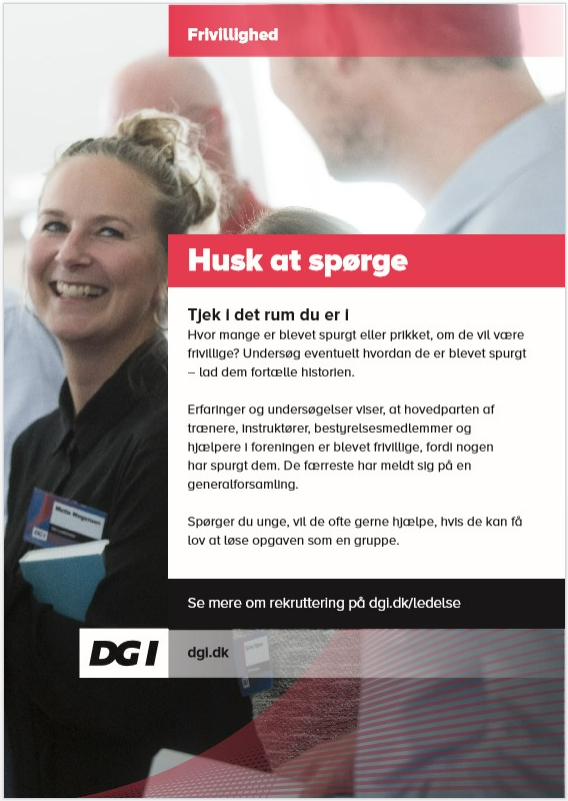 Frivillighed
Husk at spørge
Tjek i det rum du er i
Hvor mange er blevet spurgt eller prikket, om de vil være
frivillige? Undersøg eventuelt hvordan de er blevet spurgt
– lad dem fortælle historien.
Erfaringer og undersøgelser viser, at hovedparten af
trænere, instruktører, bestyrelsesmedlemmer og
hjælpere i foreningen er blevet frivillige, fordi nogen
har spurgt dem. De færreste har meldt sig på en
generalforsamling.
Spørger du unge, vil de ofte gerne hjælpe, hvis de kan få
lov at løse opgaven som en gruppe.
Se mere om rekruttering på dgi.dk/ledelse
DGI
dgi.dk
Mette
DGI